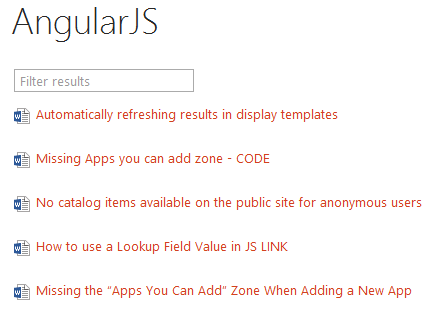 AngularJS
Filter results
Automatically refreshing results in display templates
Missing Apps you can add zone - CODE
No catalog items available on the public site for anonymous users
How to use a Lookup Field Value in JS LINK
Missing the “Apps You Can Add” Zone When Adding a New App